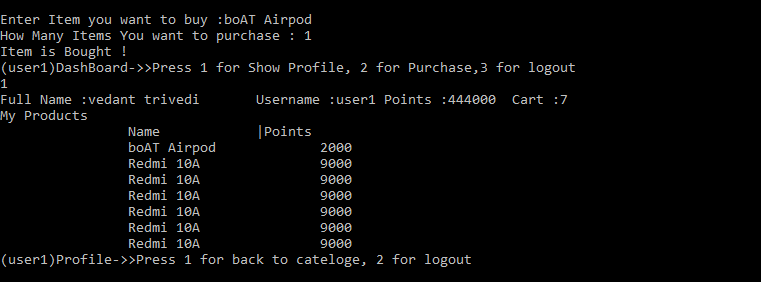 Enter Item you want to buy :boAT Airpod
How Many Items You want to purchase : 1
Item is Bought !
(user1)DashBoard->>Press 1 for Show Profile, 2 for Purchase,3 for logout
1
Full Name :vedant trivedi       Username :user1 Points :444000  Cart :7
My Products
                Name            |Points
                boAT Airpod             2000
                Redmi 10A               9000
                Redmi 10A               9000
                Redmi 10A               9000
                Redmi 10A               9000
                Redmi 10A               9000
                Redmi 10A               9000
(user1)Profile->>Press 1 for back to cateloge, 2 for logout